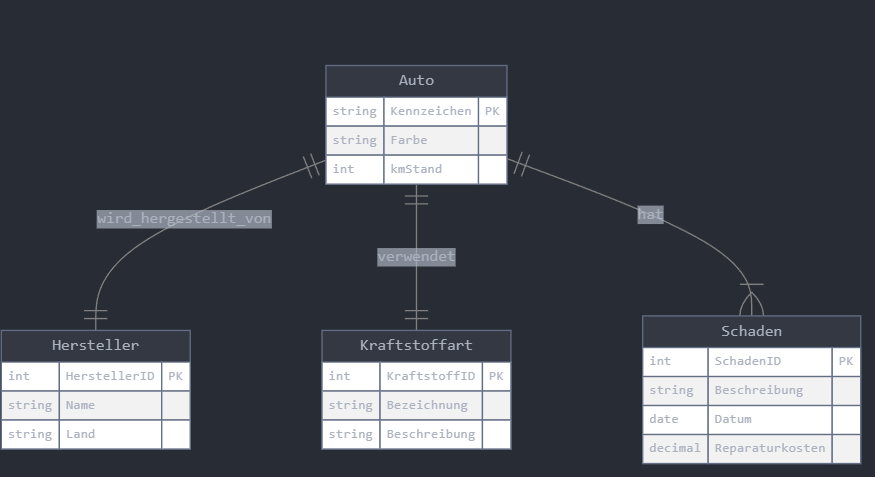 Auto
string Kennzeichen PK
string Farbe
int kmStand
wird_hergestellt_von
verwendet
hat
Hersteller
int HerstellerID PK
string Name
string Land
Kraftstoffart
int KraftstoffID PK
string Bezeichnung
string Beschreibung
Schaden
int SchadenID PK
string Beschreibung
date Datum
decimal Reparaturkosten